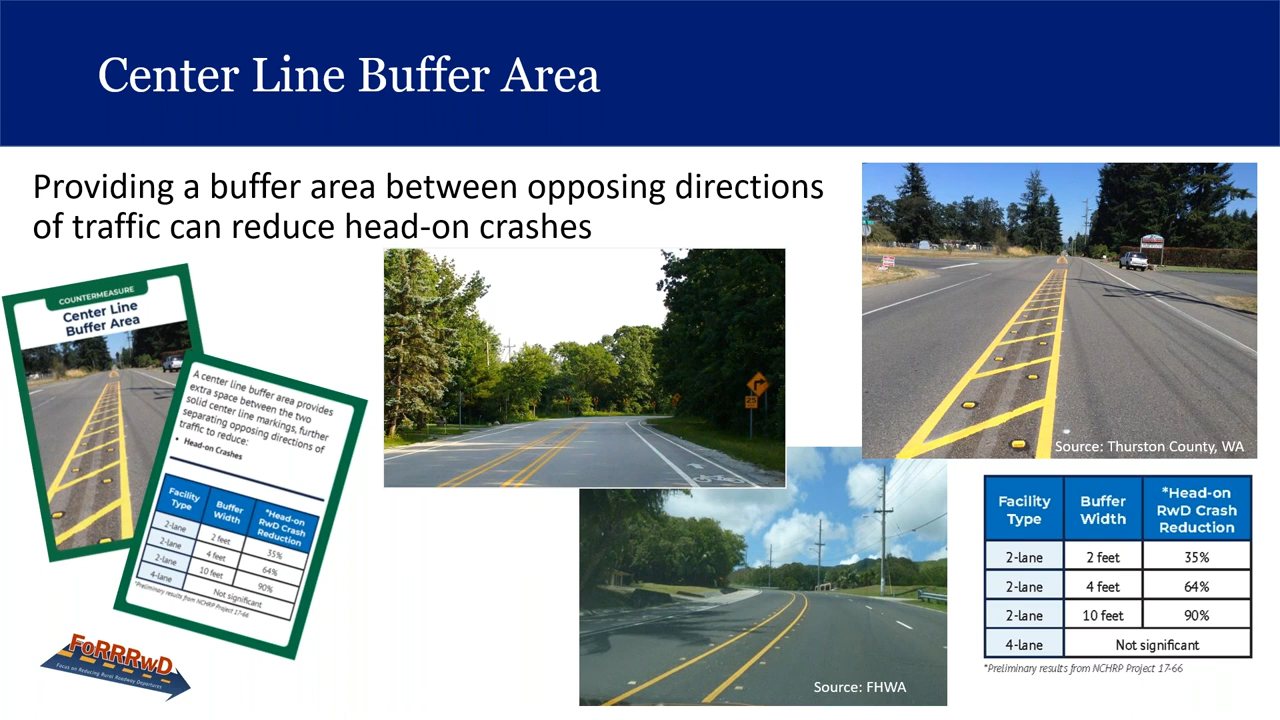 Center Line Buffer Area
Providing a buffer area between opposing directions
of traffic can reduce head-on crashes
COUNTERMEASURE
Center Line
Buffer Area
A center line buffer area provides
extra space between the two
solid center line markings, further
separating opposing directions of
traffic to reduce:
• Head-on Crashes
Facility Type Buffer Width *Head-on RwD Crash Reduction
2-lane 2 feet 35%
2-lane 4 feet 64%
2-lane 10 feet 90%
4-lane Not significant
*Preliminary results from NCHRP Project 17-66
FoRRRwD
Focus on Reducing Rural Roadway Departures
Source: Thurston County, WA
Source: FHWA
Facility Type Buffer Width *Head-on RwD Crash Reduction
2-lane 2 feet 35%
2-lane 4 feet 64%
2-lane 10 feet 90%
4-lane Not significant
*Preliminary results from NCHRP Project 17-66